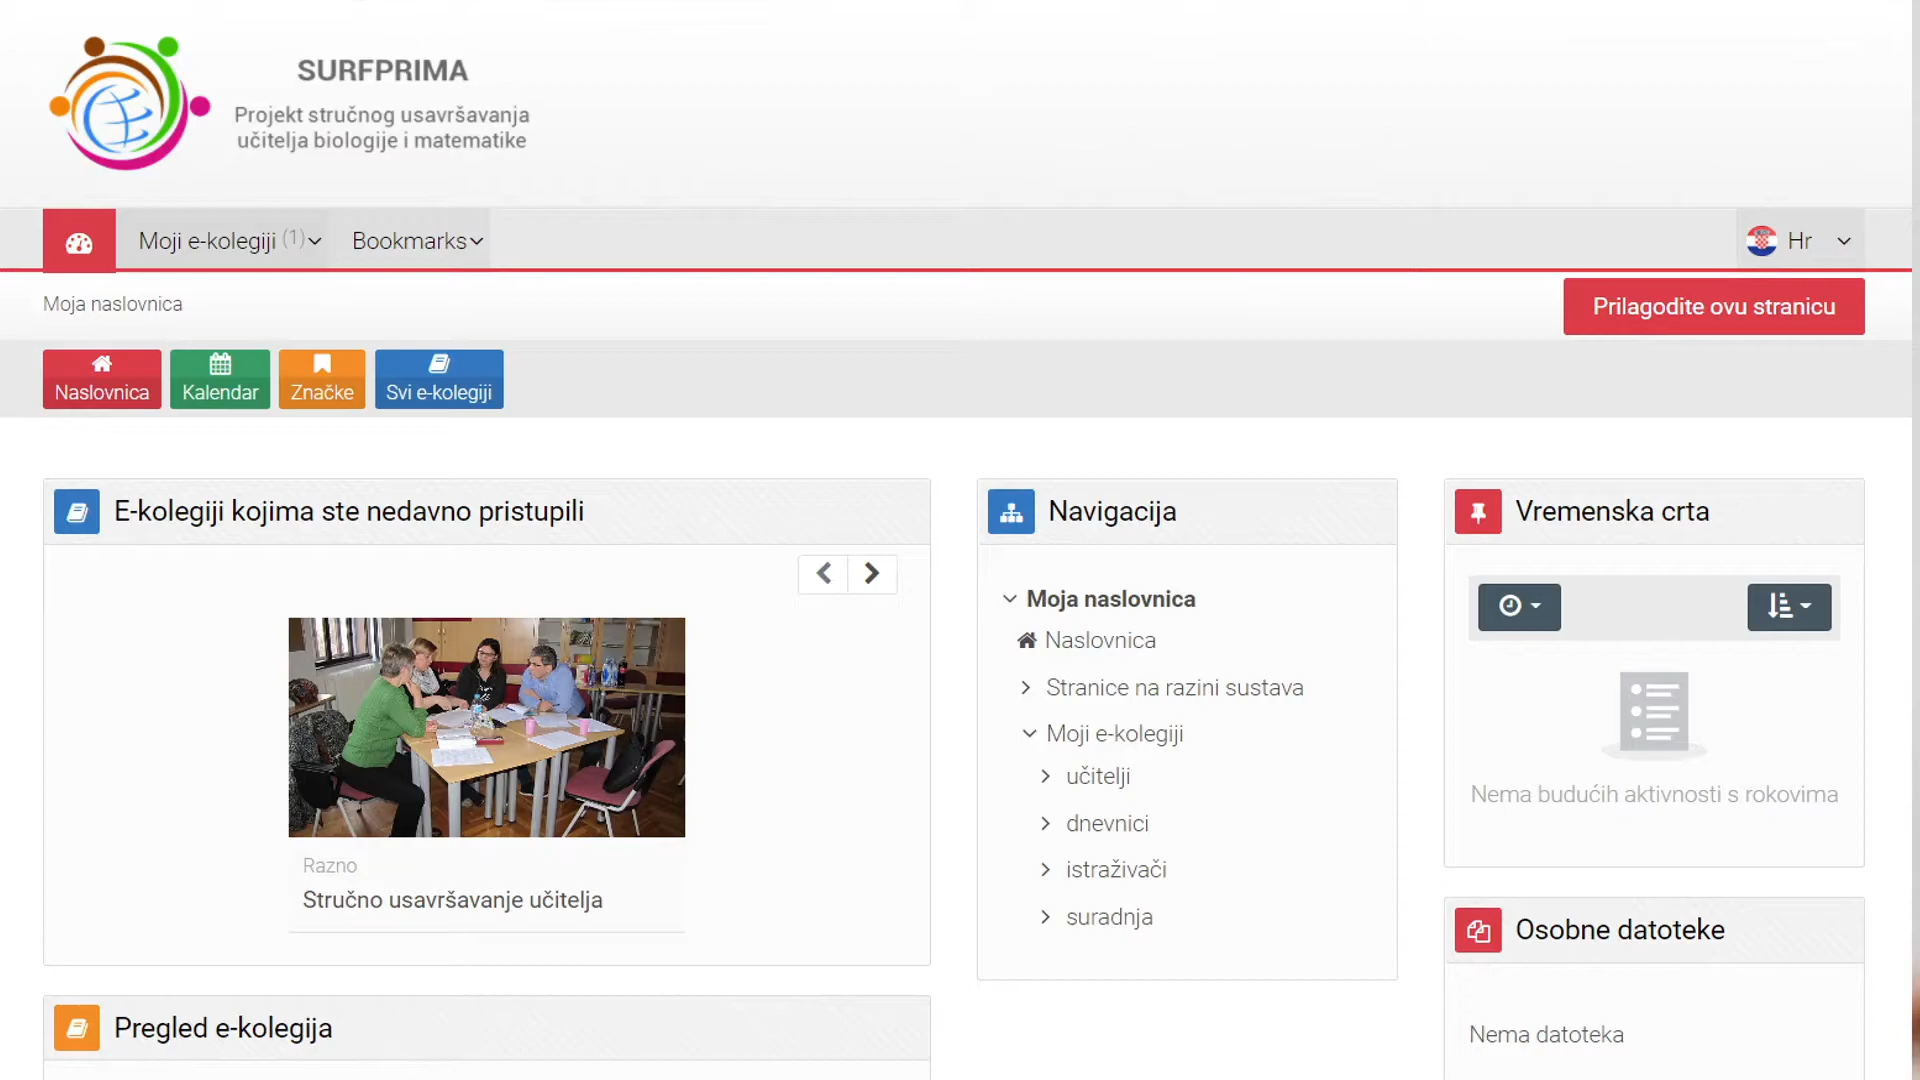 SURFPRIMA
Projekt stručnog usavršavanja
učitelja biologije i matematike
Moji e-kolegiji (1)
Bookmarks
Hr
Moja naslovnica
Prilagodite ovu stranicu
Naslovnica
Kalendar
Značke
Svi e-kolegiji
E-kolegiji kojima ste nedavno pristupili
Razno
Stručno usavršavanje učitelja
Pregled e-kolegija
Navigacija
Moja naslovnica
Naslovnica
Stranice na razini sustava
Moji e-kolegiji
učitelji
dnevnici
istraživači
suradnja
Vremenska crta
Nema budućih aktivnosti s rokovima
Osobne datoteke
Nema datoteka